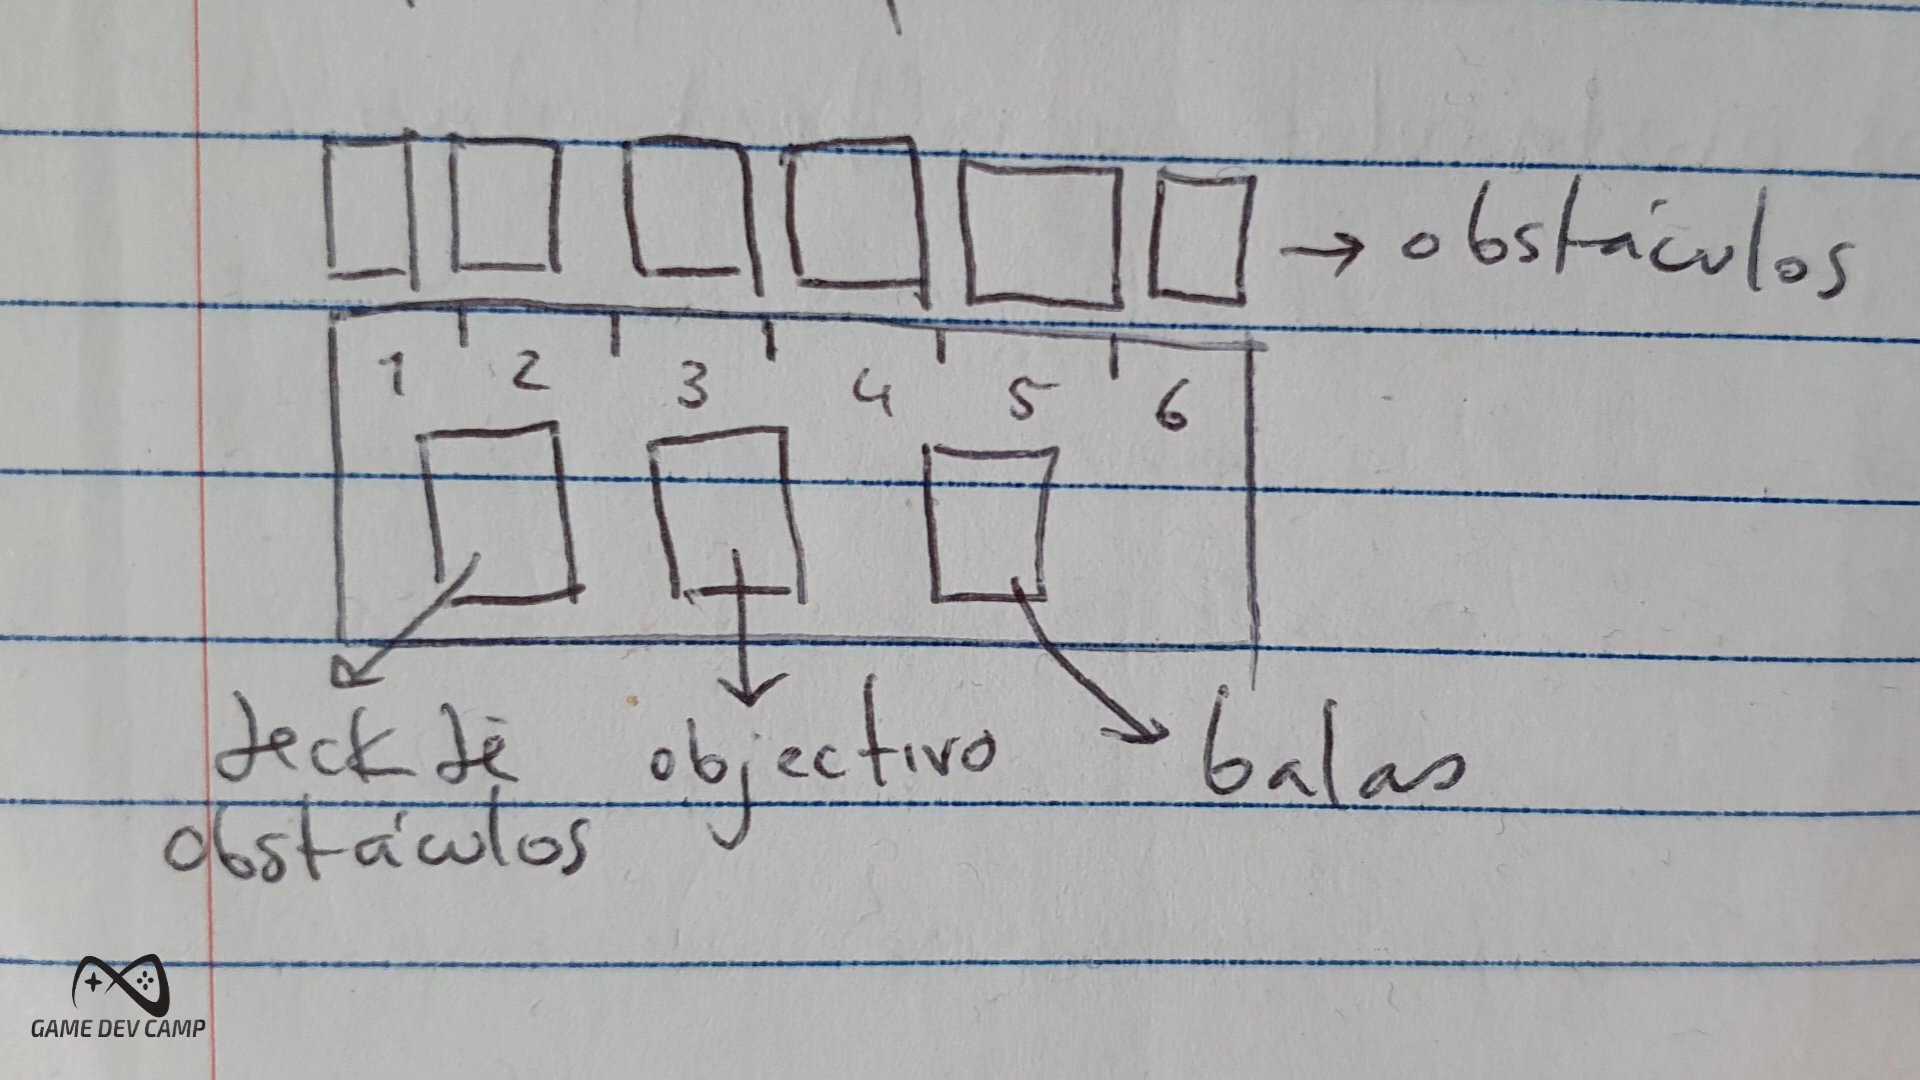 → obstáculos
1 2 3 4 5 6
deck de objectivo balas
obstáculos
GAME DEV CAMP